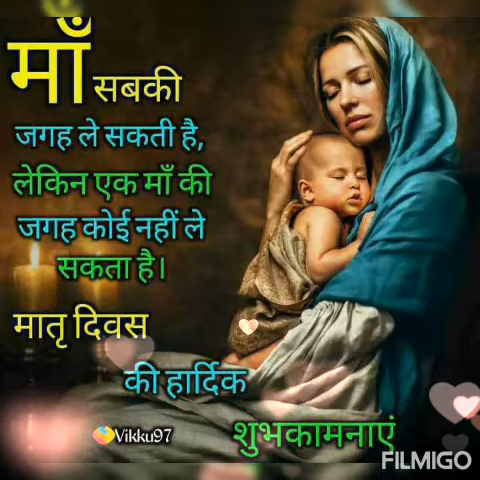 माँ सबकी
जगह ले सकती है,
लेकिन एक माँ की
जगह कोई नहीं ले
सकता है।
मातृ दिवस
की हार्दिक
Vikku97 शुभकामनाएं
FILMIGO